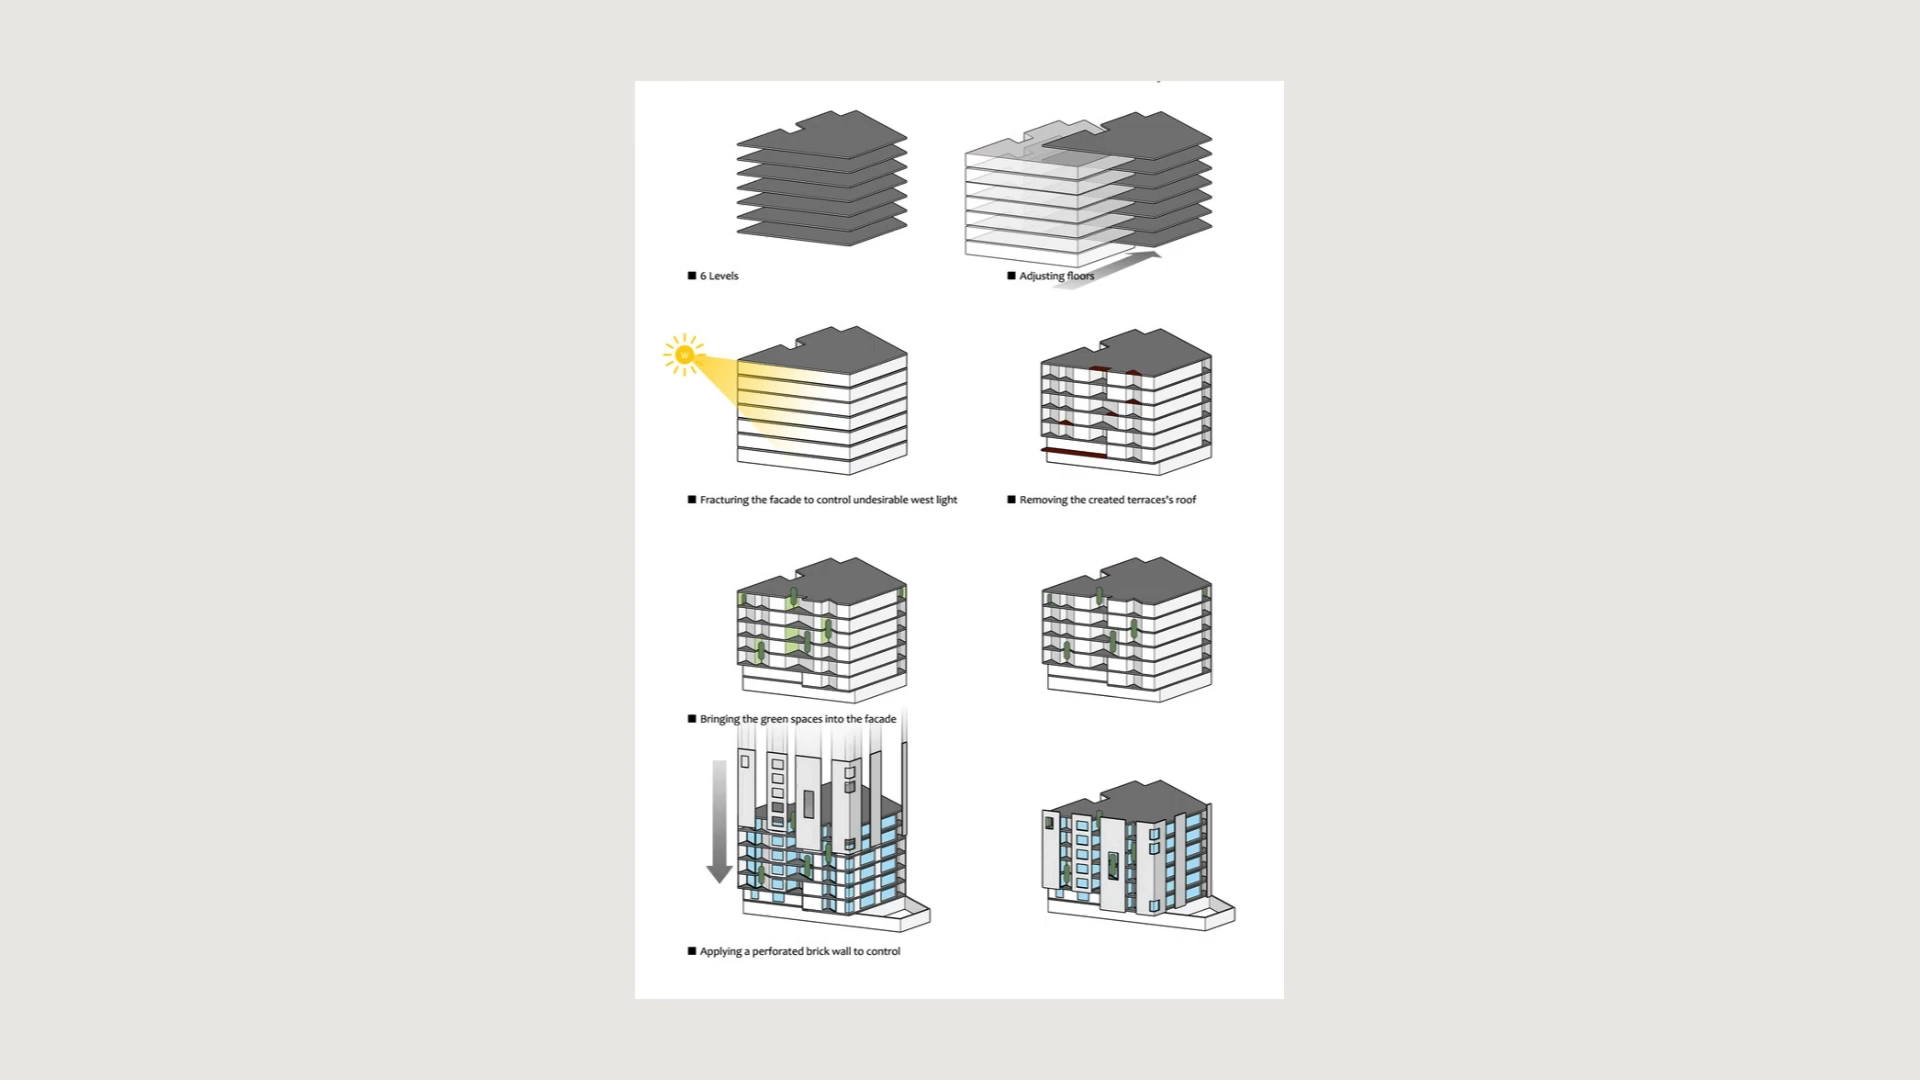 ■ 6 Levels
■ Adjusting floors
W
■ Fracturing the facade to control undesirable west light
■ Removing the created terraces's roof
■ Bringing the green spaces into the facade
■ Applying a perforated brick wall to control